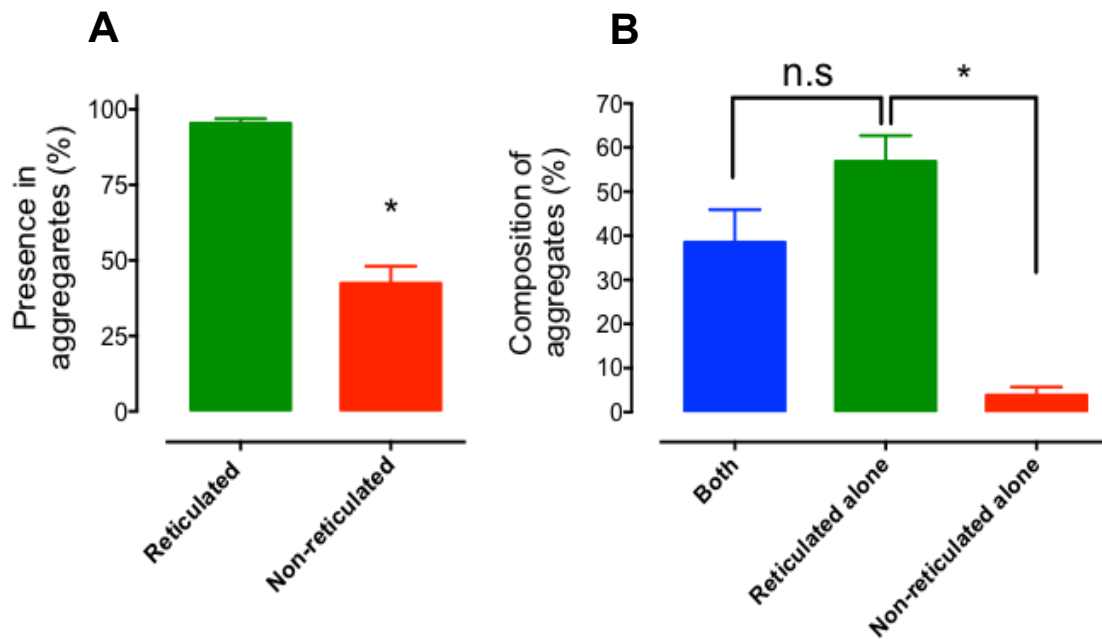 A
Presence in
aggregaretes (%)
100
75
50
25
0
*
Reticulated
Non-reticulated
B
Composition of
aggregates (%)
70
60
50
40
30
20
10
0
n.s
*
Both
Reticulated alone
Non-reticulated alone